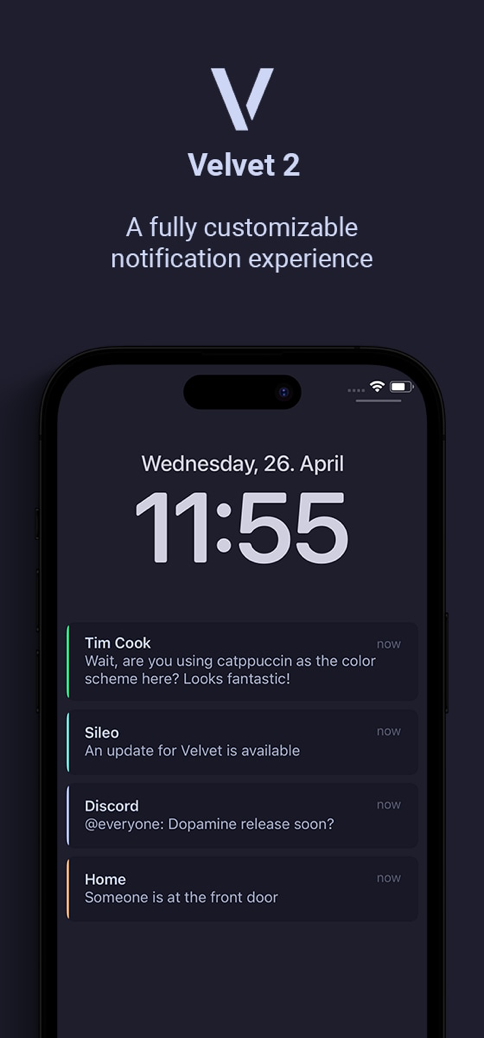 V
Velvet 2
A fully customizable
notification experience
Wednesday, 26. April
11:55
Tim Cook now
Wait, are you using catppuccin as the color
scheme here? Looks fantastic!
Sileo now
An update for Velvet is available
Discord now
@everyone: Dopamine release soon?
Home now
Someone is at the front door